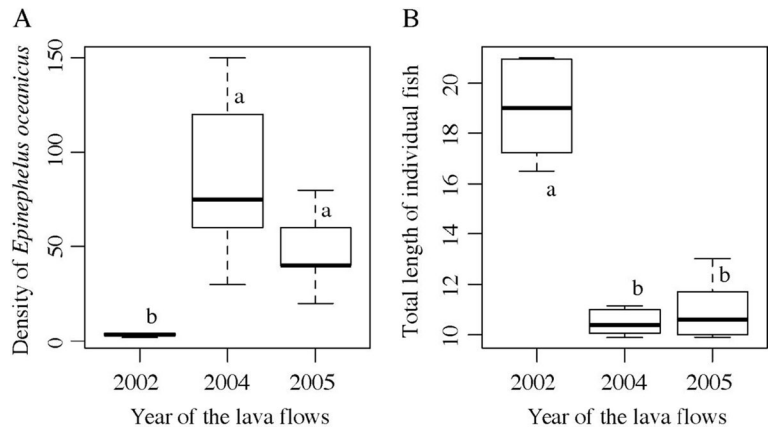 A
Density of Epinephelus oceanicus
150
100
50
0
a
a
b
2002 2004 2005
Year of the lava flows
B
Total length of individual fish
20
18
16
14
12
10
a
b
b
2002 2004 2005
Year of the lava flows